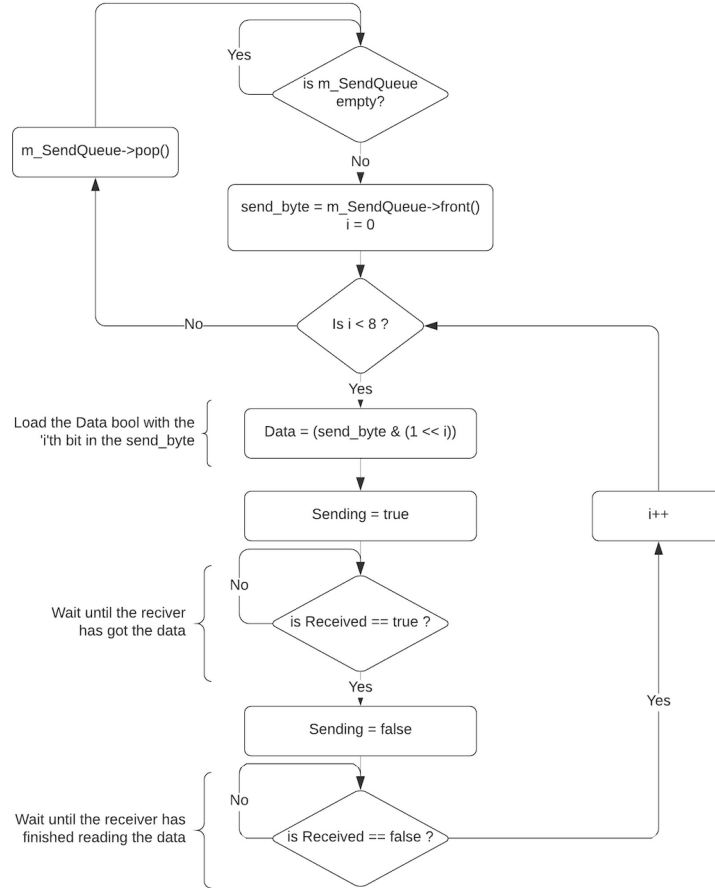 Yes
is m_SendQueue
empty?
m_SendQueue->pop()
No
send_byte = m_SendQueue->front()
i = 0
Is i < 8 ?
No
Yes
Load the Data bool with the
'i'th bit in the send_byte
Data = (send_byte & (1 << i))
Sending = true
i++
No
Wait until the reciver
has got the data
is Received == true ?
Yes
Yes
Sending = false
No
Wait until the receiver has
finished reading the data
is Received == false ?